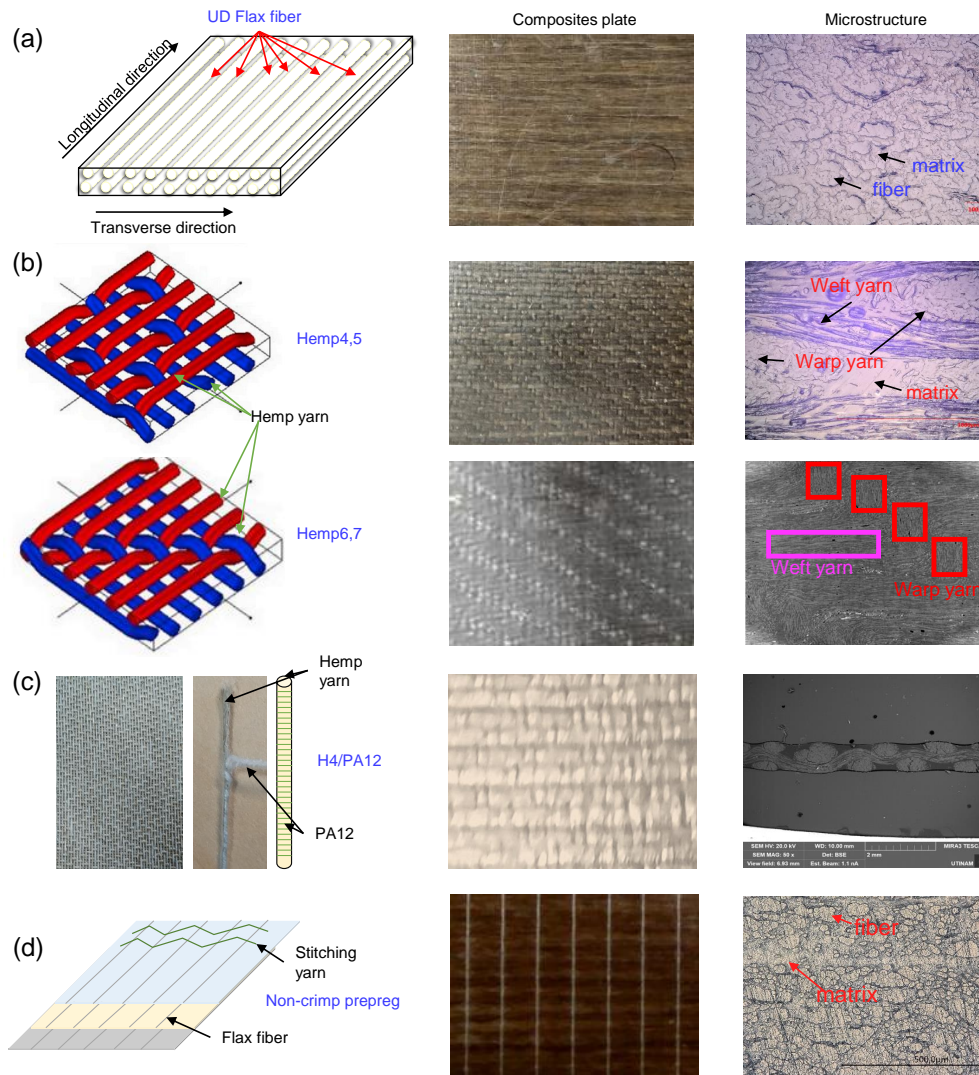 Composites plate
Microstructure
(a)
UD Flax fiber
Longitudinal direction
Transverse direction
matrix
fiber
(b)
Hemp4,5
Hemp yarn
Hemp6,7
Weft yarn
Warp yarn
matrix
Weft yarn
Warp yarn
(c)
Hemp
yarn
H4/PA12
PA12
SEM HV: 20.0 kV
WD: 10.00 mm
MIRA3 TESCA
SEM MAG: 50 x
Det: BSE
2 mm
View field: 6.93 mm
Est. Beam: 1.1 nA
UTINAM
(d)
Stitching
yarn
Non-crimp prepreg
Flax fiber
fiber
matrix
500,0µm